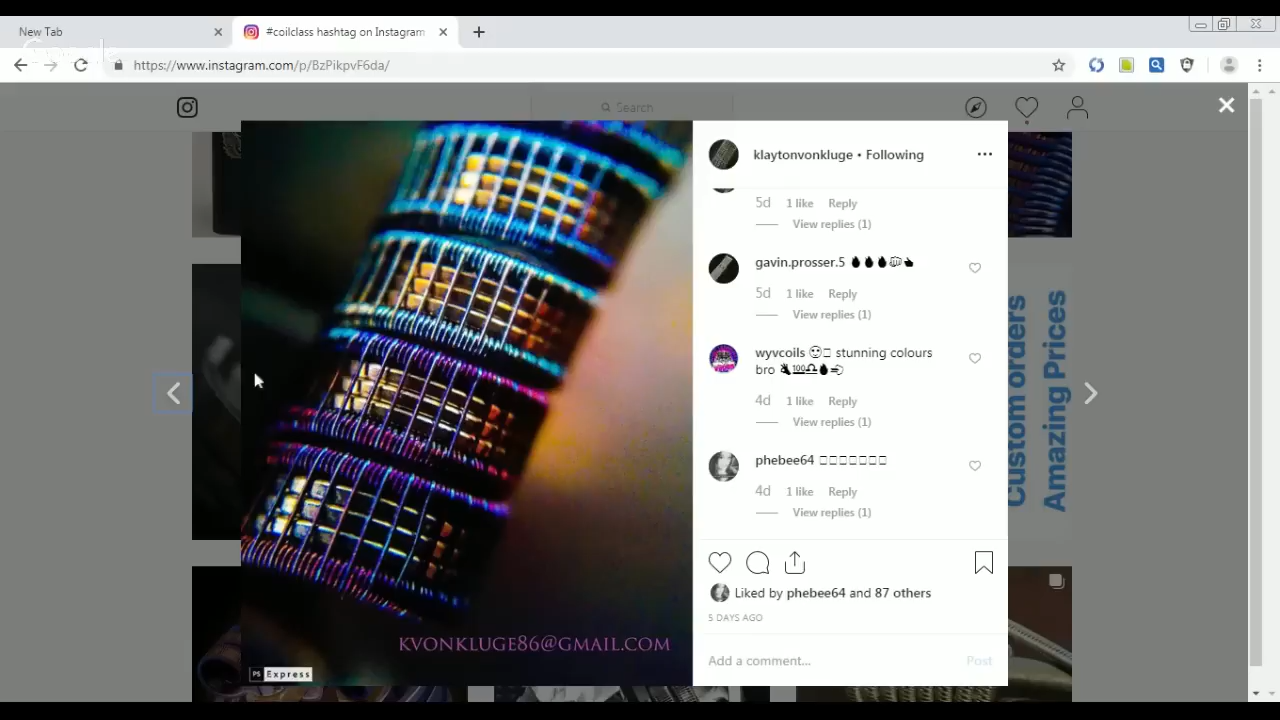 New Tab
#coilclass hashtag on Instagram
Google
https://www.instagram.com/p/BzPikpvF6da/
Search
klaytonvonkluge • Following
5d 1 like Reply
View replies (1)
gavin.prosser.5
5d 1 like Reply
View replies (1)
wyvcoils stunning colours
bro 💯
4d 1 like Reply
View replies (1)
phebee64
4d 1 like Reply
View replies (1)
Liked by phebee64 and 87 others
5 DAYS AGO
Add a comment... Post
KVONKLUGE86@GMAIL.COM
PS Express
Custom orders
Amazing Prices